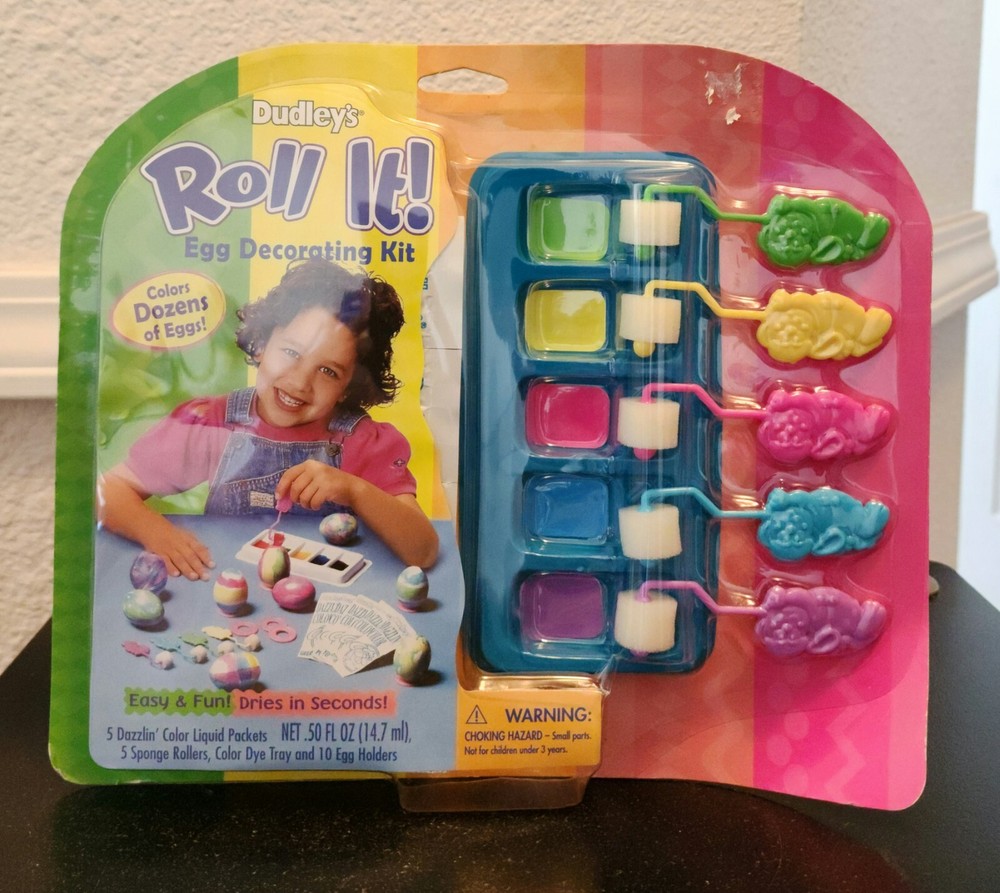 Dudley's®
Roll It!
Egg Decorating Kit
Colors
Dozens
of Eggs!
Easy & Fun! Dries in Seconds!
5 Dazzlin' Color Liquid Packets NET .50 FL OZ (14.7 ml),
5 Sponge Rollers, Color Dye Tray and 10 Egg Holders
WARNING:
CHOKING HAZARD – Small parts.
Not for children under 3 years.